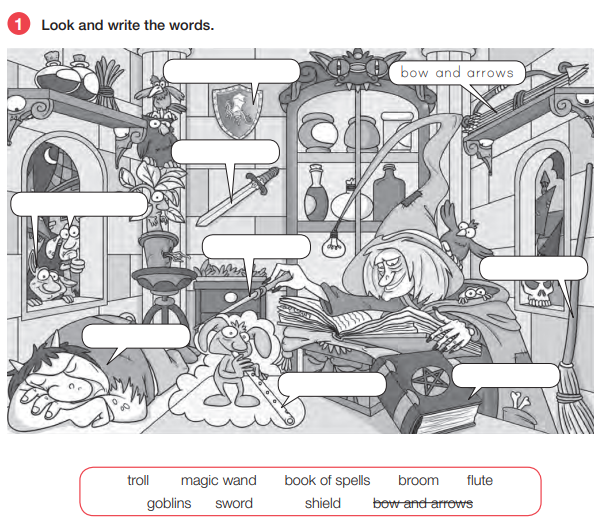 1 Look and write the words.
bow and arrows
troll magic wand book of spells broom flute
goblins sword shield bow and arrows